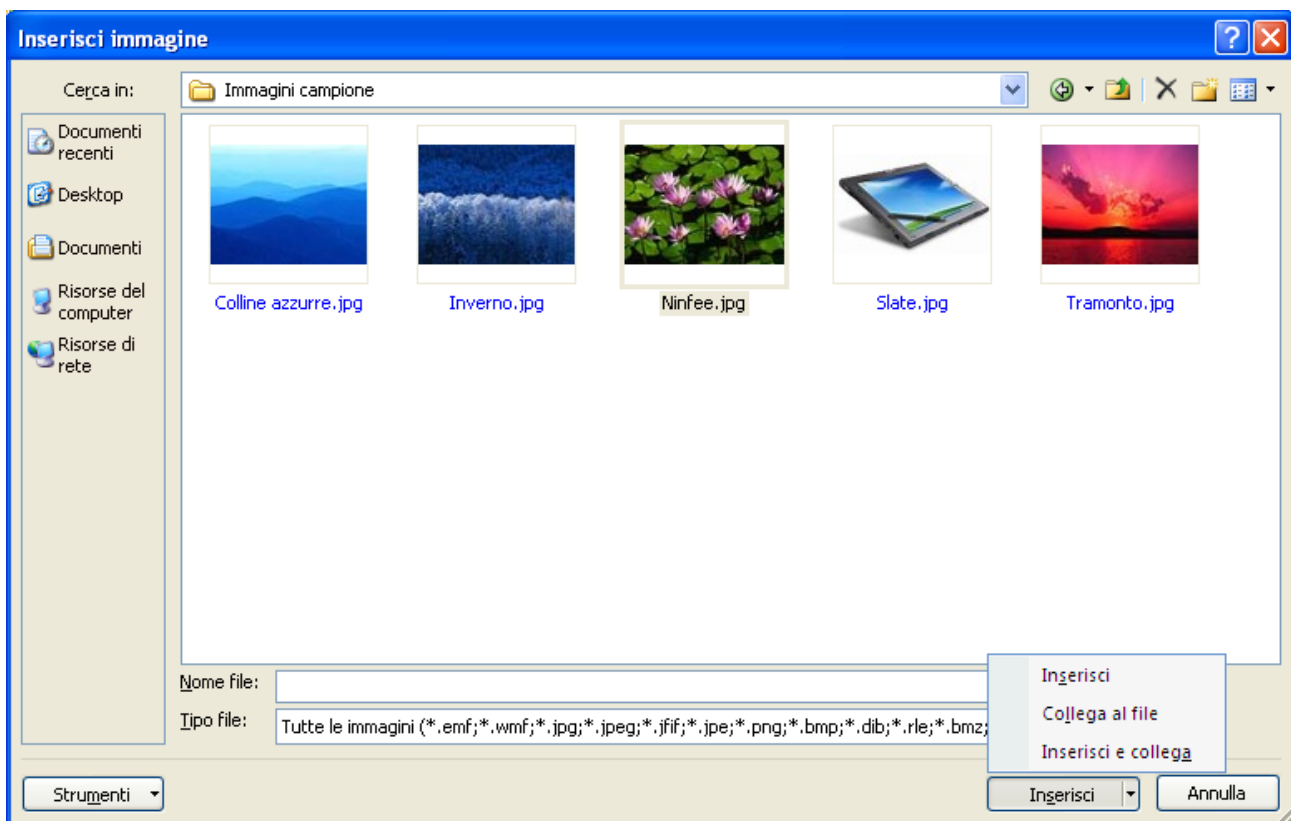 Inserisci immagine
Cerca in:
Immagini campione
Documenti
recenti
Desktop
Documenti
Risorse del
computer
Risorse di
rete
Colline azzurre.jpg
Inverno.jpg
Ninfee.jpg
Slate.jpg
Tramonto.jpg
Nome file:
Tipo file:
Tutte le immagini (*.emf;*.wmf;*.jpg;*.jpeg;*.jfif;*.jpe;*.png;*.bmp;*.dib;*.rle;*.bmz;
Inserisci
Collega al file
Inserisci e collega
Strumenti
Inserisci
Annulla